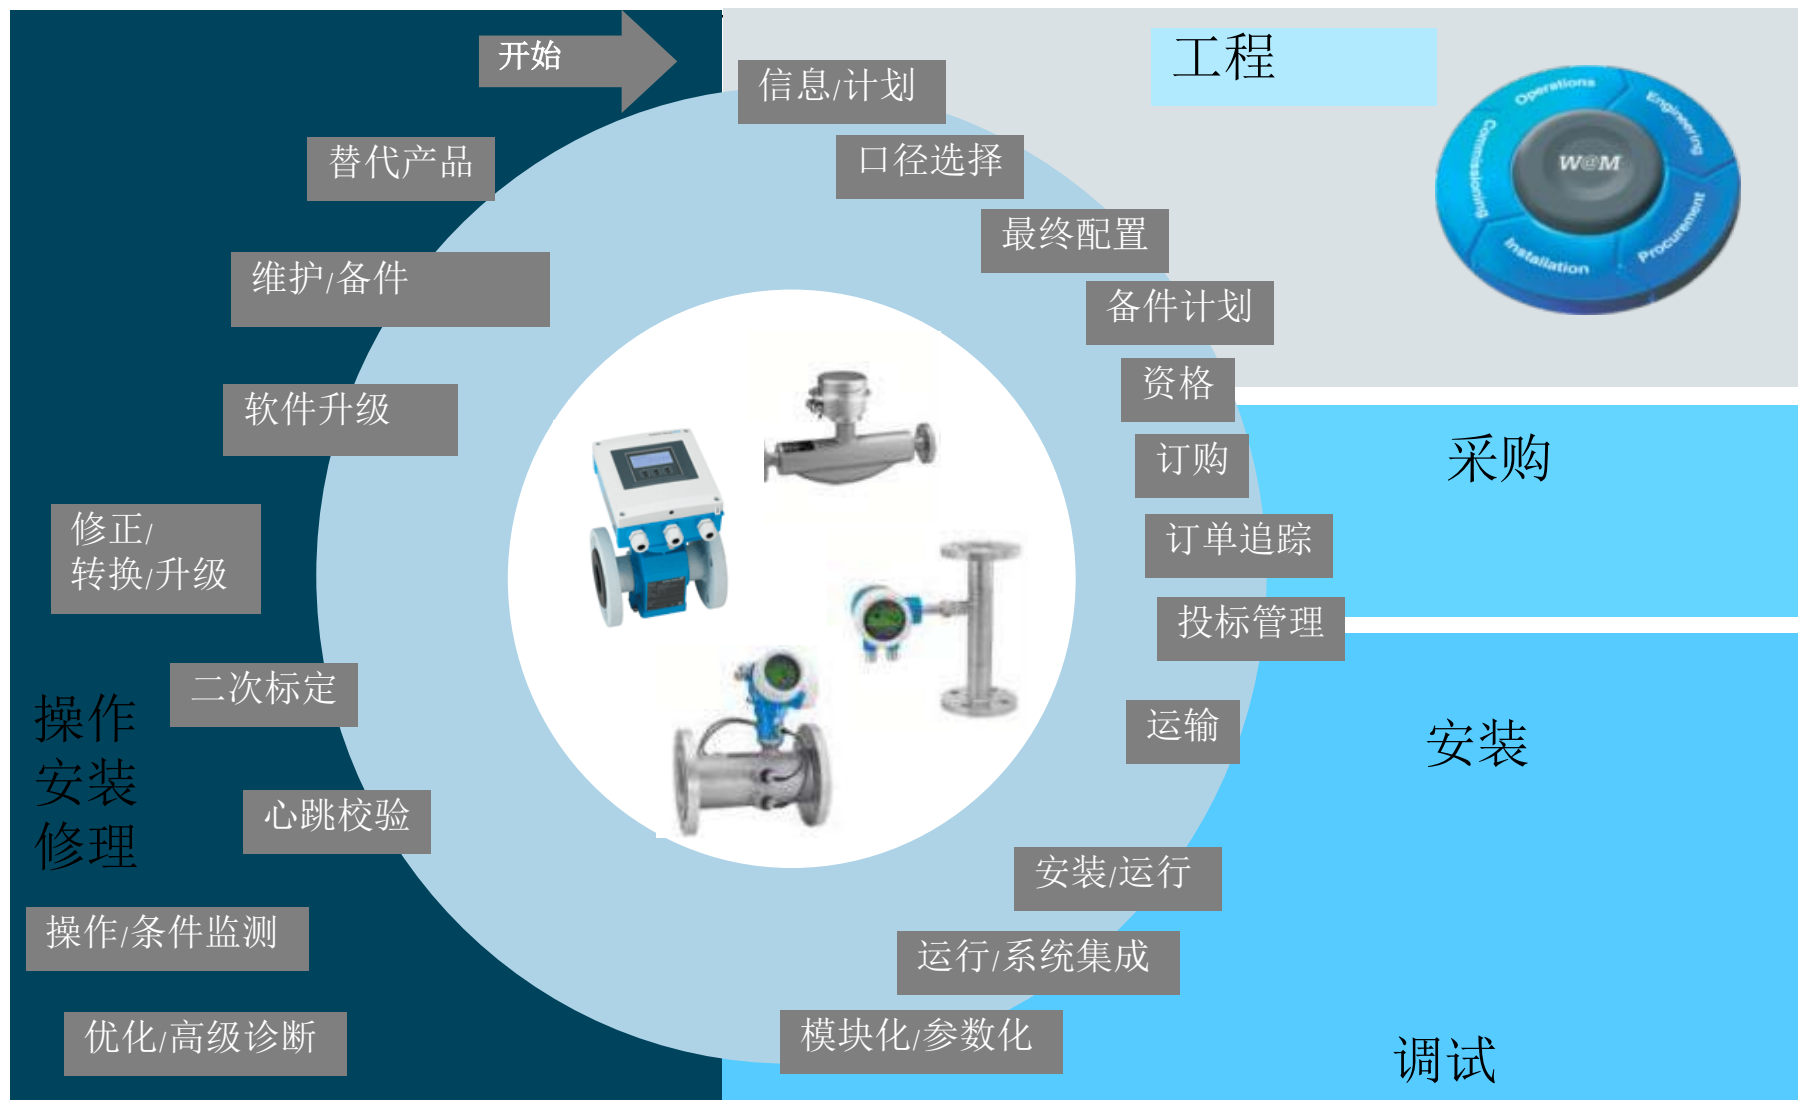 开始
信息/计划
口径选择
最终配置
备件计划
资格
订购
订单追踪
投标管理
运输
安装/运行
运行/系统集成
模块化/参数化
优化/高级诊断
操作/条件监测
心跳校验
二次标定
修正/
转换/升级
软件升级
维护/备件
替代产品
工程
采购
安装
调试
操作
安装
修理
Operations
Engineering
Procurement
Installation
Commissioning
W@M